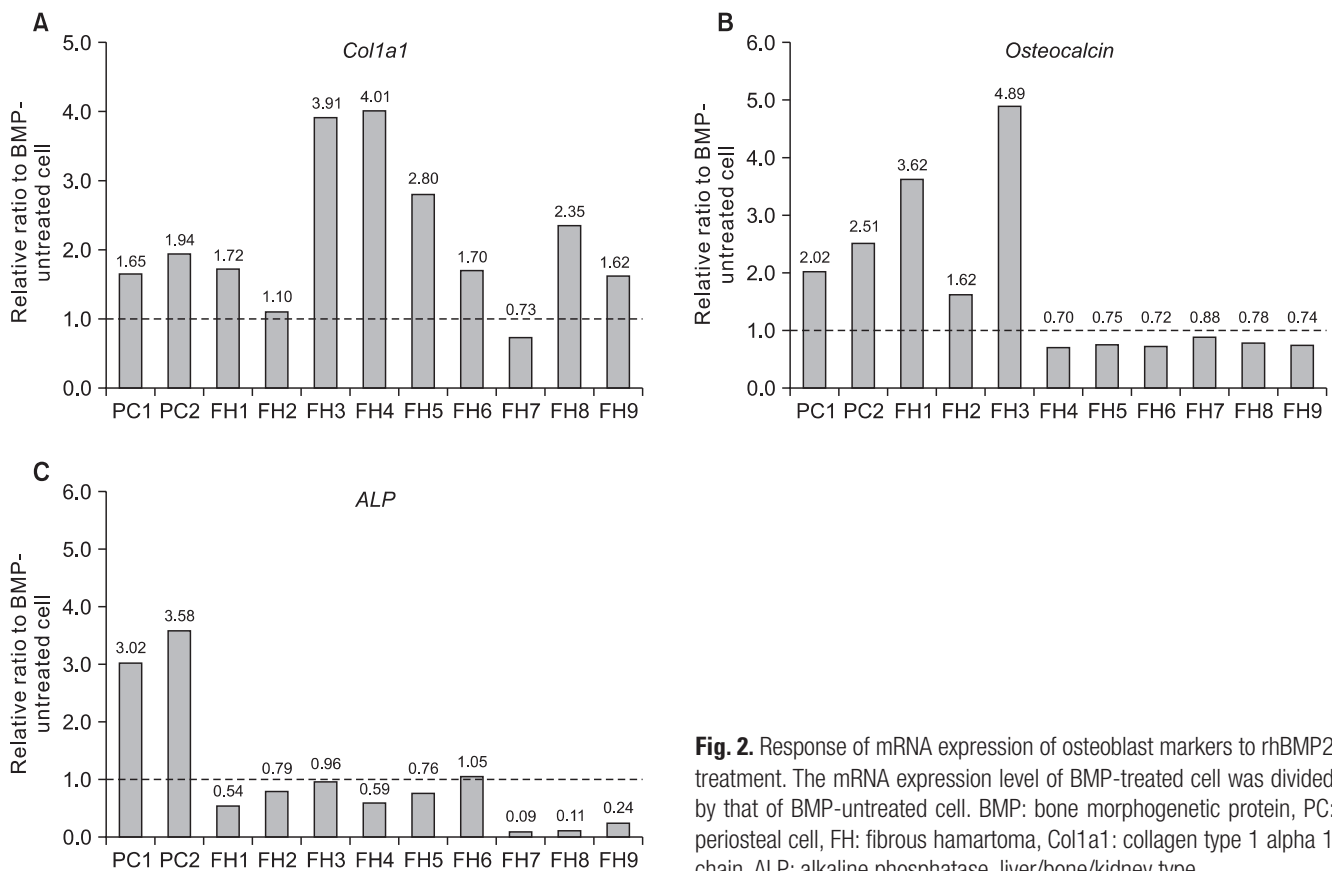 A
Col1a1
Relative ratio to BMP-
untreated cell
5.0
4.0
3.0
2.0
1.0
0.0
1.65
1.94
1.72
1.10
3.91
4.01
2.80
1.70
0.73
2.35
1.62
PC1 PC2 FH1 FH2 FH3 FH4 FH5 FH6 FH7 FH8 FH9
B
Osteocalcin
Relative ratio to BMP-
untreated cell
6.0
5.0
4.0
3.0
2.0
1.0
0.0
2.02
2.51
3.62
1.62
4.89
0.70
0.75
0.72
0.88
0.78
0.74
PC1 PC2 FH1 FH2 FH3 FH4 FH5 FH6 FH7 FH8 FH9
C
ALP
Relative ratio to BMP-
untreated cell
6.0
5.0
4.0
3.0
2.0
1.0
0.0
3.02
3.58
0.54
0.79
0.96
0.59
0.76
1.05
0.09
0.11
0.24
PC1 PC2 FH1 FH2 FH3 FH4 FH5 FH6 FH7 FH8 FH9
Fig. 2. Response of mRNA expression of osteoblast markers to rhBMP2
treatment. The mRNA expression level of BMP-treated cell was divided
by that of BMP-untreated cell. BMP: bone morphogenetic protein, PC:
periosteal cell, FH: fibrous hamartoma, Col1a1: collagen type 1 alpha 1
chain, ALP: alkaline phosphatase, liver/bone/kidney type.